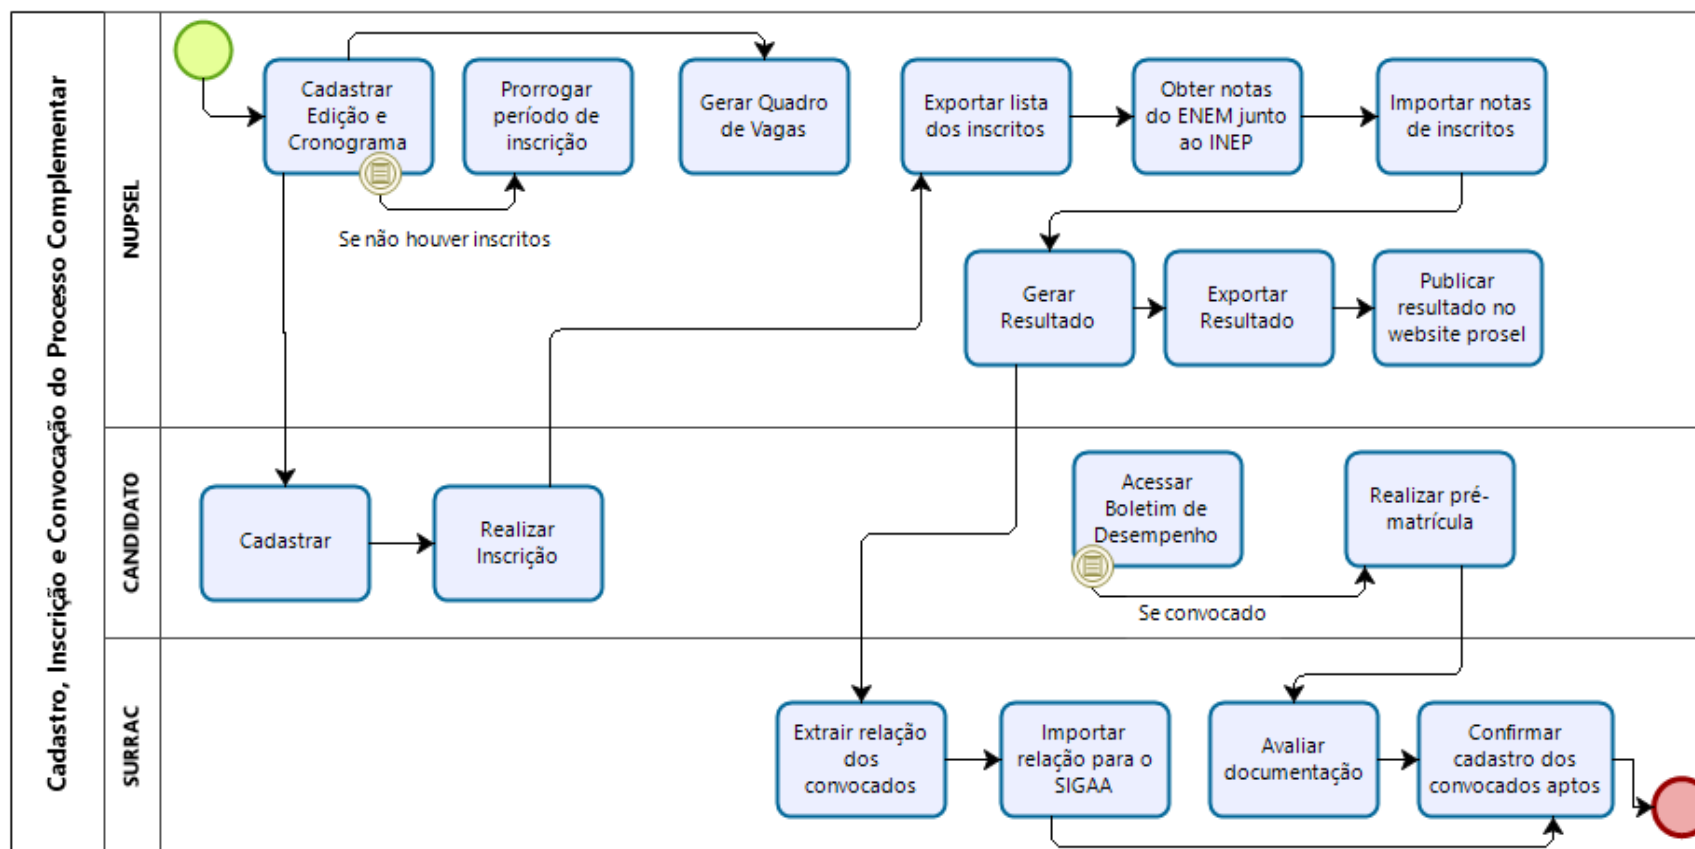 Cadastro, Inscrição e Convocação do Processo Complementar
NUPSEL
Cadastrar
Edição e
Cronograma
Prorrogar
período de
inscrição
Gerar Quadro
de Vagas
Exportar lista
dos inscritos
Obter notas
do ENEM junto
ao INEP
Importar notas
de inscritos
Se não houver inscritos
Gerar
Resultado
Exportar
Resultado
Publicar
resultado no
website prosel
CANDIDATO
Cadastrar
Realizar
Inscrição
Acessar
Boletim de
Desempenho
Realizar pré-
matrícula
Se convocado
SURRAC
Extrair relação
dos
convocados
Importar
relação para o
SIGAA
Avaliar
documentação
Confirmar
cadastro dos
convocados aptos